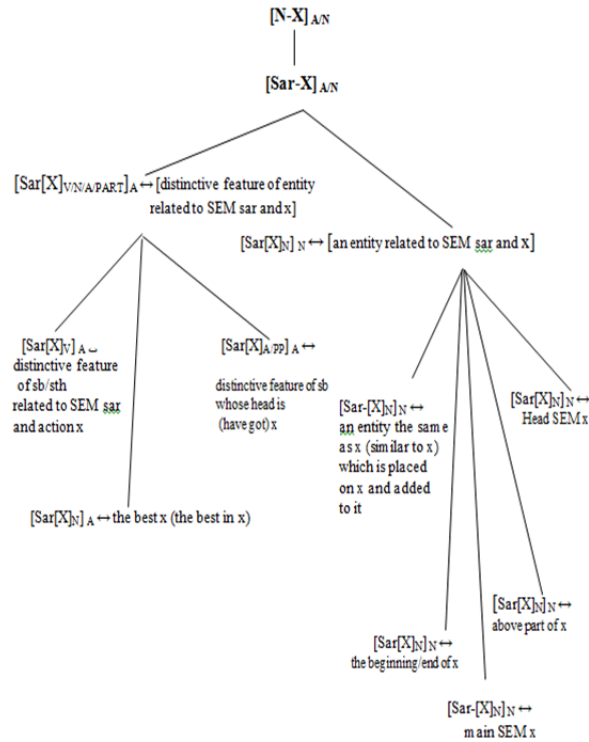 [N-X] A/N
[Sar-X] A/N
[Sar[X]V/N/A/PART]A ↔ [distinctive feature of entity
related to SEM sar and x]
[Sar[X]N] N ↔ [an entity related to SEM sar and x]
[Sar[X]V] A ↔
distinctive feature
of sb/sth
related to SEM sar
and action x
[Sar[X]A/PP] A ↔
distinctive feature of sb
whose head is
(have got) x
[Sar-[X]N]N ↔
an entity the same
as x (similar to x)
which is placed
on x and added
to it
[Sar[X]N]N ↔
Head SEM x
[Sar[X]N] A ↔ the best x (the best in x)
[Sar[X]N]N ↔
above part of x
[Sar[X]N]N ↔
the beginning/end of x
[Sar-[X]N]N ↔
main SEM x